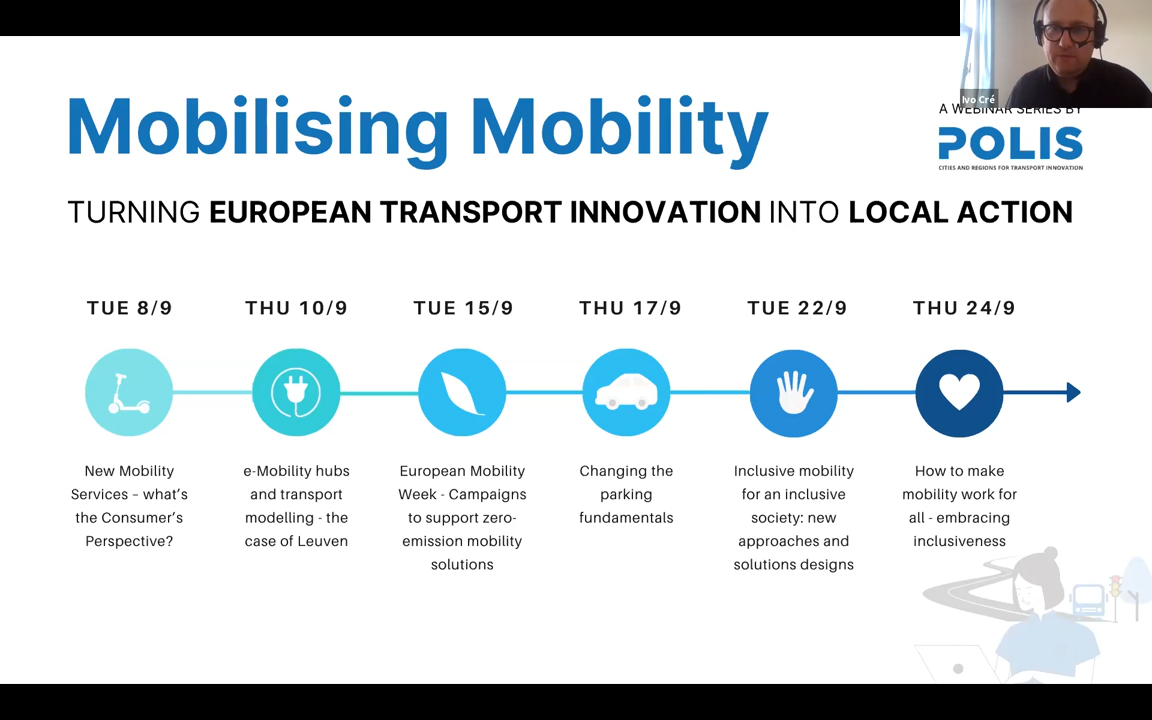 Ivo Cré
A WEBINAR SERIES BY
POLIS
CITIES AND REGIONS FOR TRANSPORT INNOVATION
Mobilising Mobility
TURNING EUROPEAN TRANSPORT INNOVATION INTO LOCAL ACTION
TUE 8/9
New Mobility
Services – what's
the Consumer's
Perspective?
THU 10/9
e-Mobility hubs
and transport
modelling - the
case of Leuven
TUE 15/9
European Mobility
Week - Campaigns
to support zero-
emission mobility
solutions
THU 17/9
Changing the
parking
fundamentals
TUE 22/9
Inclusive mobility
for an inclusive
society: new
approaches and
solutions designs
THU 24/9
How to make
mobility work for
all - embracing
inclusiveness